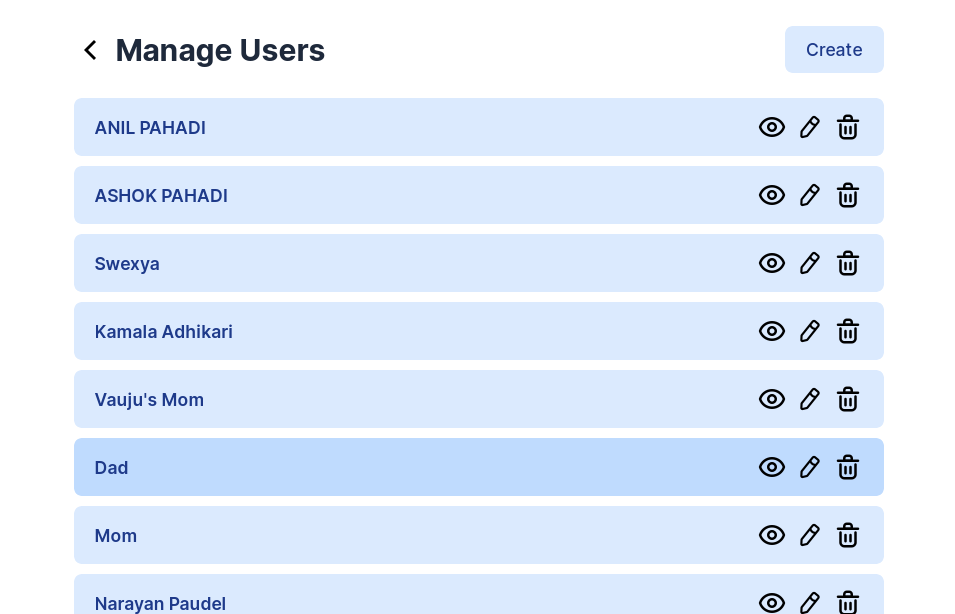 Manage Users
Create
ANIL PAHADI
ASHOK PAHADI
Swexya
Kamala Adhikari
Vauju's Mom
Dad
Mom
Narayan Paudel